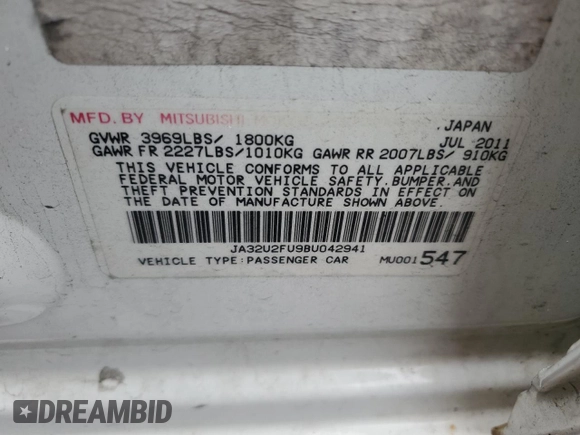 MFD. BY MITSUBISHI
JAPAN
GVWR 3969LBS/ 1800KG JUL 2011
GAWR FR 2227LBS/1010KG GAWR RR 2007LBS/ 910KG
THIS VEHICLE CONFORMS TO ALL APPLICABLE
FEDERAL MOTOR VEHICLE SAFETY,BUMPER,AND
THEFT PREVENTION STANDARDS IN EFFECT ON
THE DATE OF MANUFACTURE SHOWN ABOVE.
JA32U2FU9BU042941
VEHICLE TYPE:PASSENGER CAR MU001547
DREAMBID